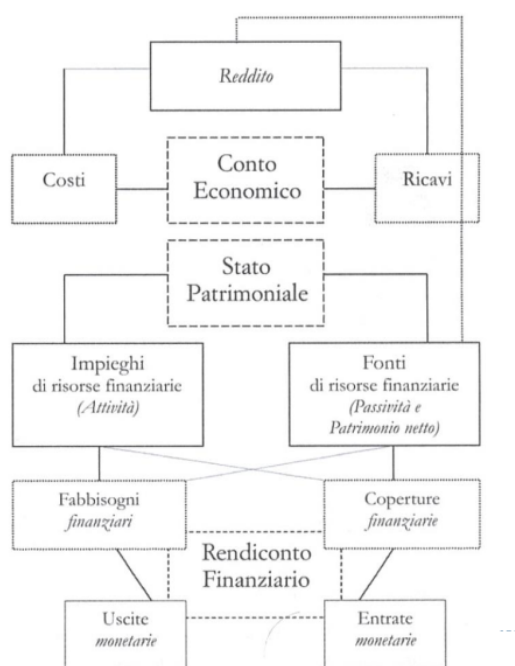 Reddito
Costi
Conto
Economico
Ricavi
Stato
Patrimoniale
Impieghi
di risorse finanziarie
(Attività)
Fonti
di risorse finanziarie
(Passività e
Patrimonio netto)
Fabbisogni
finanziari
Coperture
finanziarie
Rendiconto
Finanziario
Uscite
monetarie
Entrate
monetarie